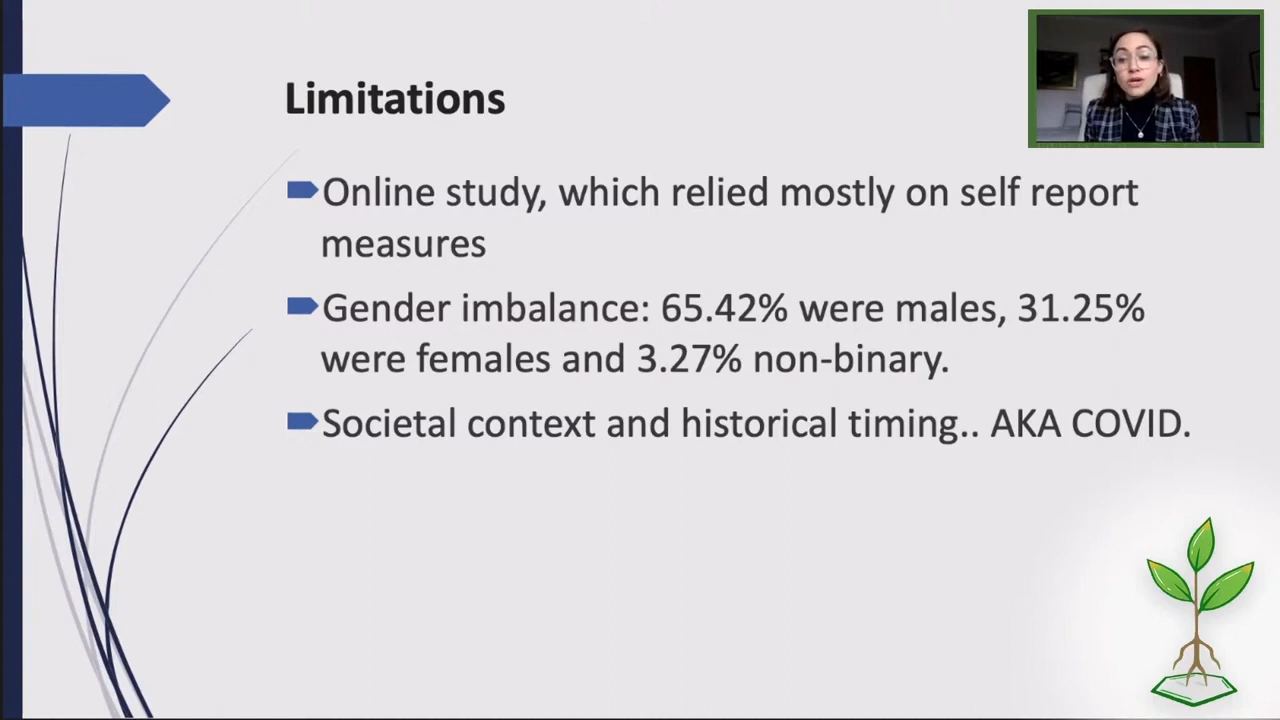 Limitations
Online study, which relied mostly on self report
measures
Gender imbalance: 65.42% were males, 31.25%
were females and 3.27% non-binary.
Societal context and historical timing.. AKA COVID.